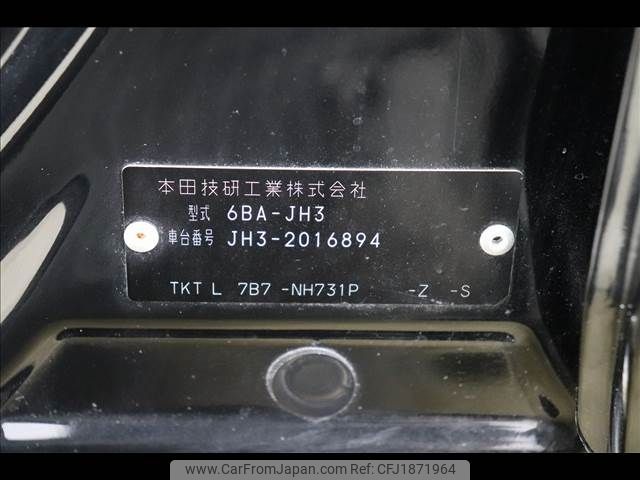 本田技研工業株式会社
型式 6BA-JH3
車台番号 JH3-2016894
TKT L 7B7 -NH731P -Z -S
www.CarFromJapan.com - CFJ1871964